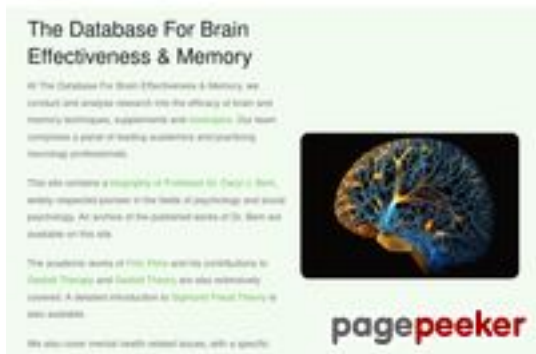 The Database For Brain
Effectiveness & Memory
At The Database For Brain Effectiveness & Memory, we
conduct and analyse research into the efficacy of brain and
memory techniques, supplements and Our team
comprises a panel of leading academics and practicing
neurology professionals.
This site contains a biography of Professor Dr. Daryl J. Bem,
widely respected pioneer in the fields of psychology and social
psychology. An archive of the published works of Dr. Bem are
available on this site.
The academic works of Fritz Perls and his contributions to
Gestalt Therapy and Gestalt Theory are also extensively
covered. A detailed introduction to Sigmund Freud Theory is
also available.
We also cover mental health related issues, with a specific
pagepeeker